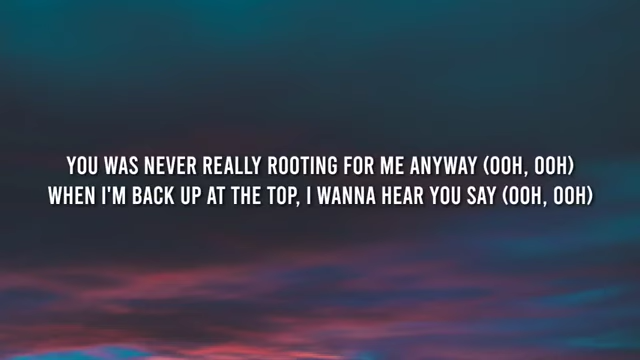 YOU WAS NEVER REALLY ROOTING FOR ME ANYWAY (OOH, OOH)
WHEN I'M BACK UP AT THE TOP, I WANNA HEAR YOU SAY (OOH, OOH)